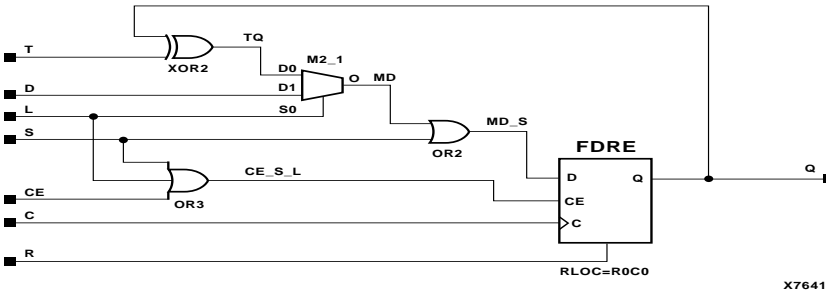 T
TQ
XOR2
M2_1
D0
O
MD
D
D1
L
S0
S
MD_S
OR2
FDRE
CE_S_L
D
Q
Q
CE
OR3
CE
C
C
R
RLOC=R0C0
X7641